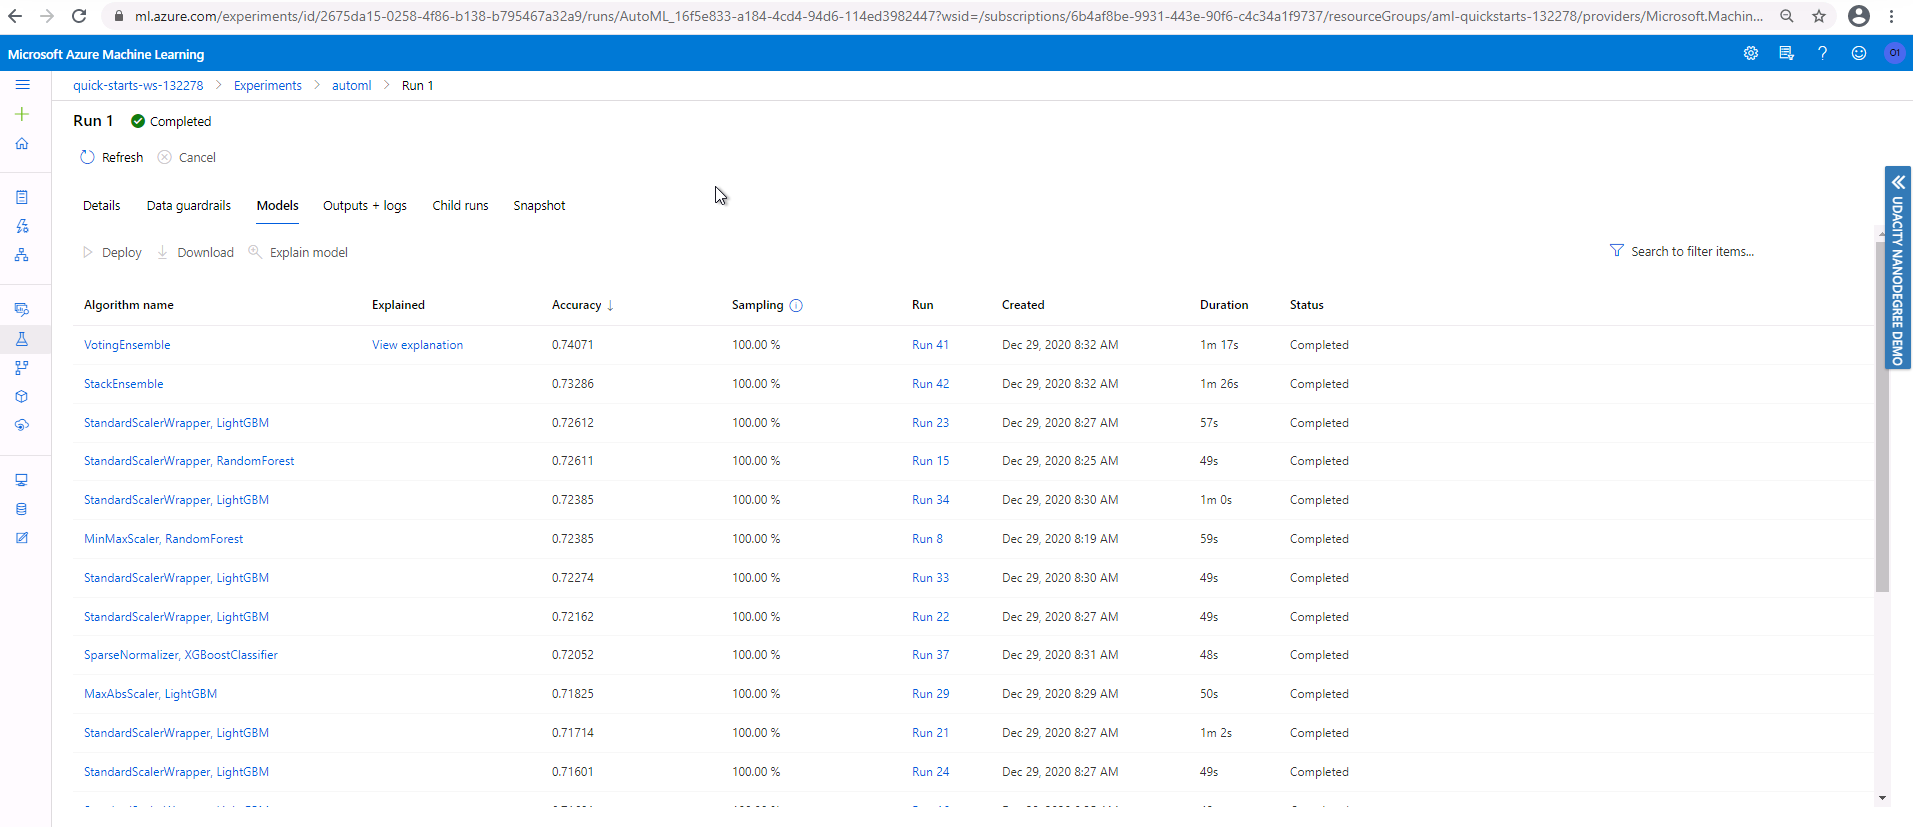 ml.azure.com/experiments/id/2675da15-0258-4f86-b138-b795467a32a9/runs/AutoML_16f5e833-a184-4cd4-94d6-114ed3982447?wsid=/subscriptions/6b4af8be-9931-443e-90f6-c4c34a1f9737/resourceGroups/aml-quickstarts-132278/providers/Microsoft.Machin...
Microsoft Azure Machine Learning
O1
quick-starts-ws-132278 > Experiments > automl > Run 1
Run 1 Completed
Refresh Cancel
Details Data guardrails Models Outputs + logs Child runs Snapshot
Deploy Download Explain model Search to filter items...
Algorithm name Explained Accuracy ↓ Sampling Run Created Duration Status
VotingEnsemble View explanation 0.74071 100.00 % Run 41 Dec 29, 2020 8:32 AM 1m 17s Completed
StackEnsemble 0.73286 100.00 % Run 42 Dec 29, 2020 8:32 AM 1m 26s Completed
StandardScalerWrapper, LightGBM 0.72612 100.00 % Run 23 Dec 29, 2020 8:27 AM 57s Completed
StandardScalerWrapper, RandomForest 0.72611 100.00 % Run 15 Dec 29, 2020 8:25 AM 49s Completed
StandardScalerWrapper, LightGBM 0.72385 100.00 % Run 34 Dec 29, 2020 8:30 AM 1m 0s Completed
MinMaxScaler, RandomForest 0.72385 100.00 % Run 8 Dec 29, 2020 8:19 AM 59s Completed
StandardScalerWrapper, LightGBM 0.72274 100.00 % Run 33 Dec 29, 2020 8:30 AM 49s Completed
StandardScalerWrapper, LightGBM 0.72162 100.00 % Run 22 Dec 29, 2020 8:27 AM 49s Completed
SparseNormalizer, XGBoostClassifier 0.72052 100.00 % Run 37 Dec 29, 2020 8:31 AM 48s Completed
MaxAbsScaler, LightGBM 0.71825 100.00 % Run 29 Dec 29, 2020 8:29 AM 50s Completed
StandardScalerWrapper, LightGBM 0.71714 100.00 % Run 21 Dec 29, 2020 8:27 AM 1m 2s Completed
StandardScalerWrapper, LightGBM 0.71601 100.00 % Run 24 Dec 29, 2020 8:27 AM 49s Completed
UDACITY NANODEGREE DEMO